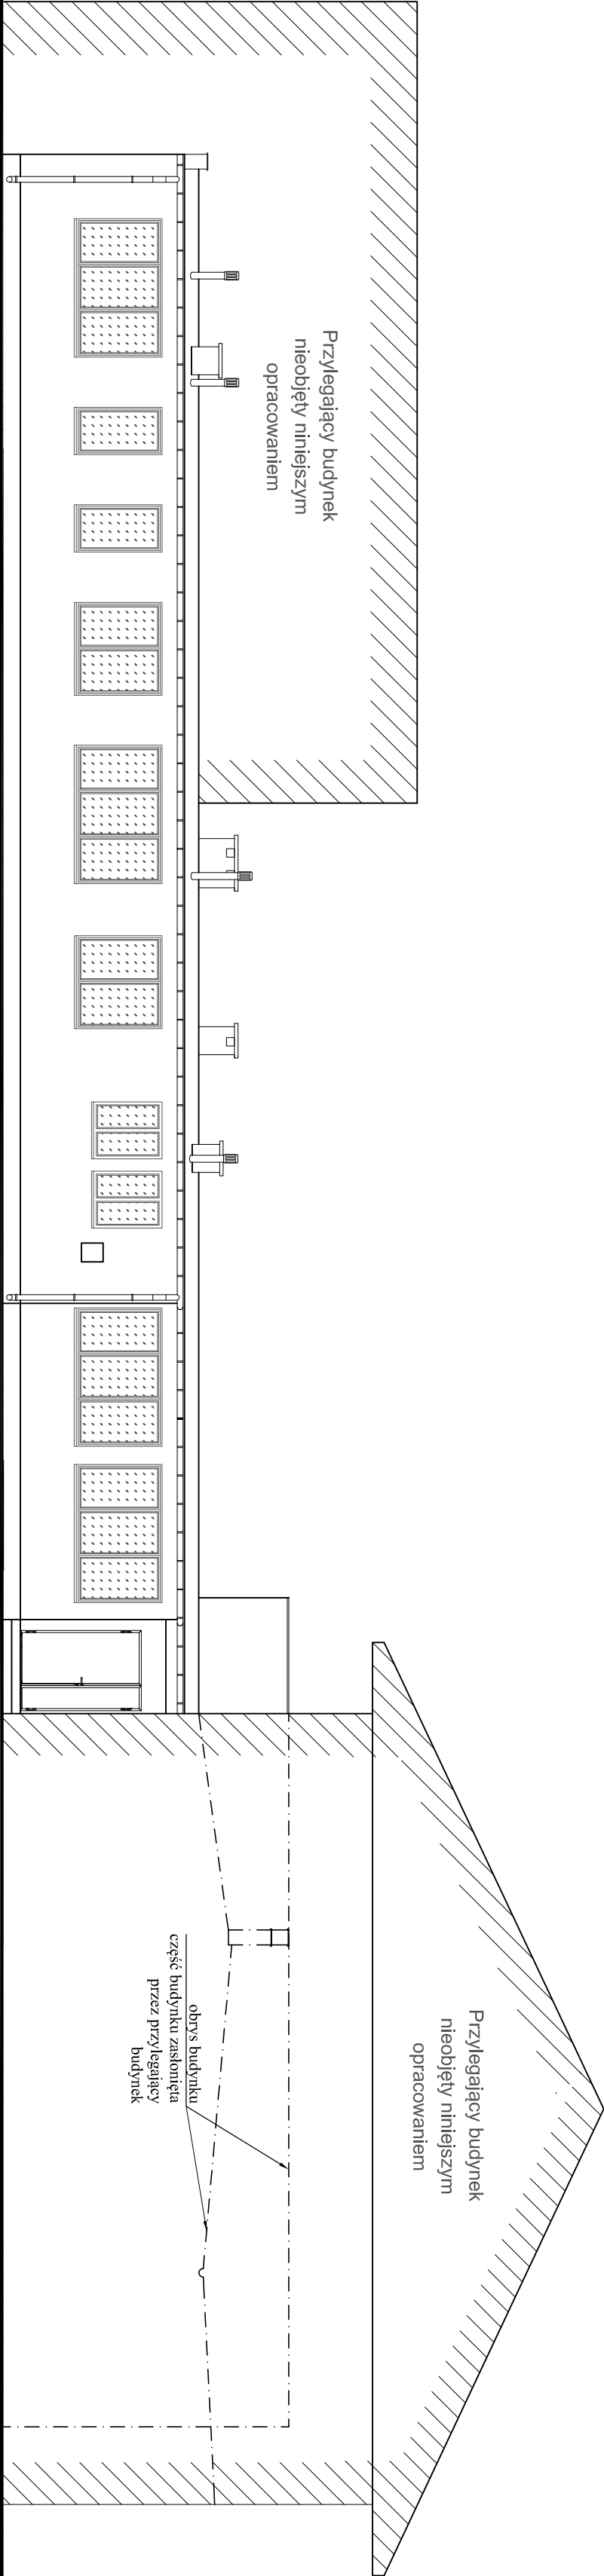 Przylegający budynek
nieobjęty niniejszym
opracowaniem
obrys budynku
część budynku zasłonięta
przez przylegający
budynek
Przylegający budynek
nieobjęty niniejszym
opracowaniem